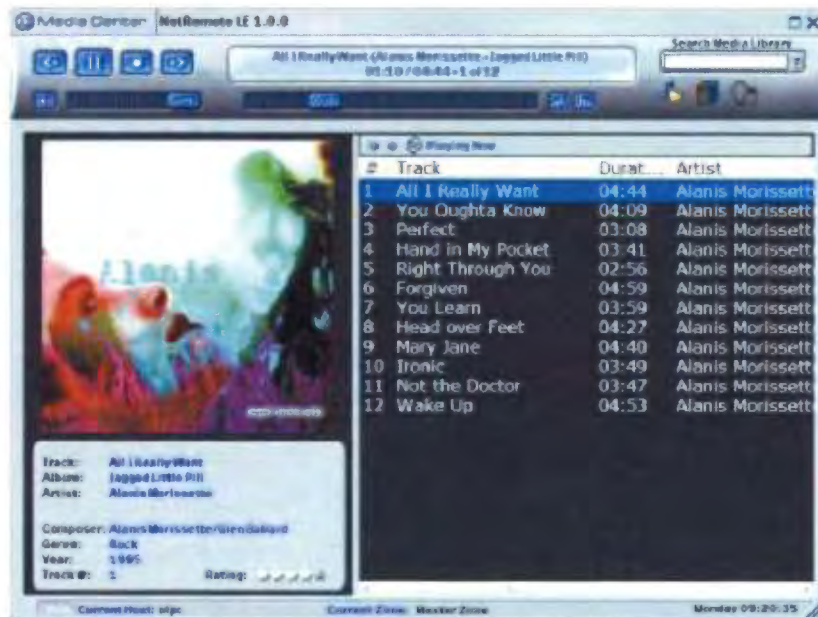 Media Center NetRemote LE 1.0.0
All I Really Want (Alanis Morissette - Jagged Little Pill)
01:10 / 04:44 - 1 of 12
Search Media Library
Playing Now
# Track Durat... Artist
1 All I Really Want 04:44 Alanis Morissett
2 You Oughta Know 04:09 Alanis Morissett
3 Perfect 03:08 Alanis Morissett
4 Hand in My Pocket 03:41 Alanis Morissett
5 Right Through You 02:56 Alanis Morissett
6 Forgiven 04:59 Alanis Morissett
7 You Learn 03:59 Alanis Morissett
8 Head over Feet 04:27 Alanis Morissett
9 Mary Jane 04:40 Alanis Morissett
10 Ironic 03:49 Alanis Morissett
11 Not the Doctor 03:47 Alanis Morissett
12 Wake Up 04:53 Alanis Morissett
Alanis
Track: All I Really Want
Album: Jagged Little Pill
Artist: Alanis Morissette
Composer: Alanis Morissette/Glen Ballard
Genre: Rock
Year: 1995
Track #: 1 Rating:
Current Host: Current Zone: Master Zone Monday 09:20:35